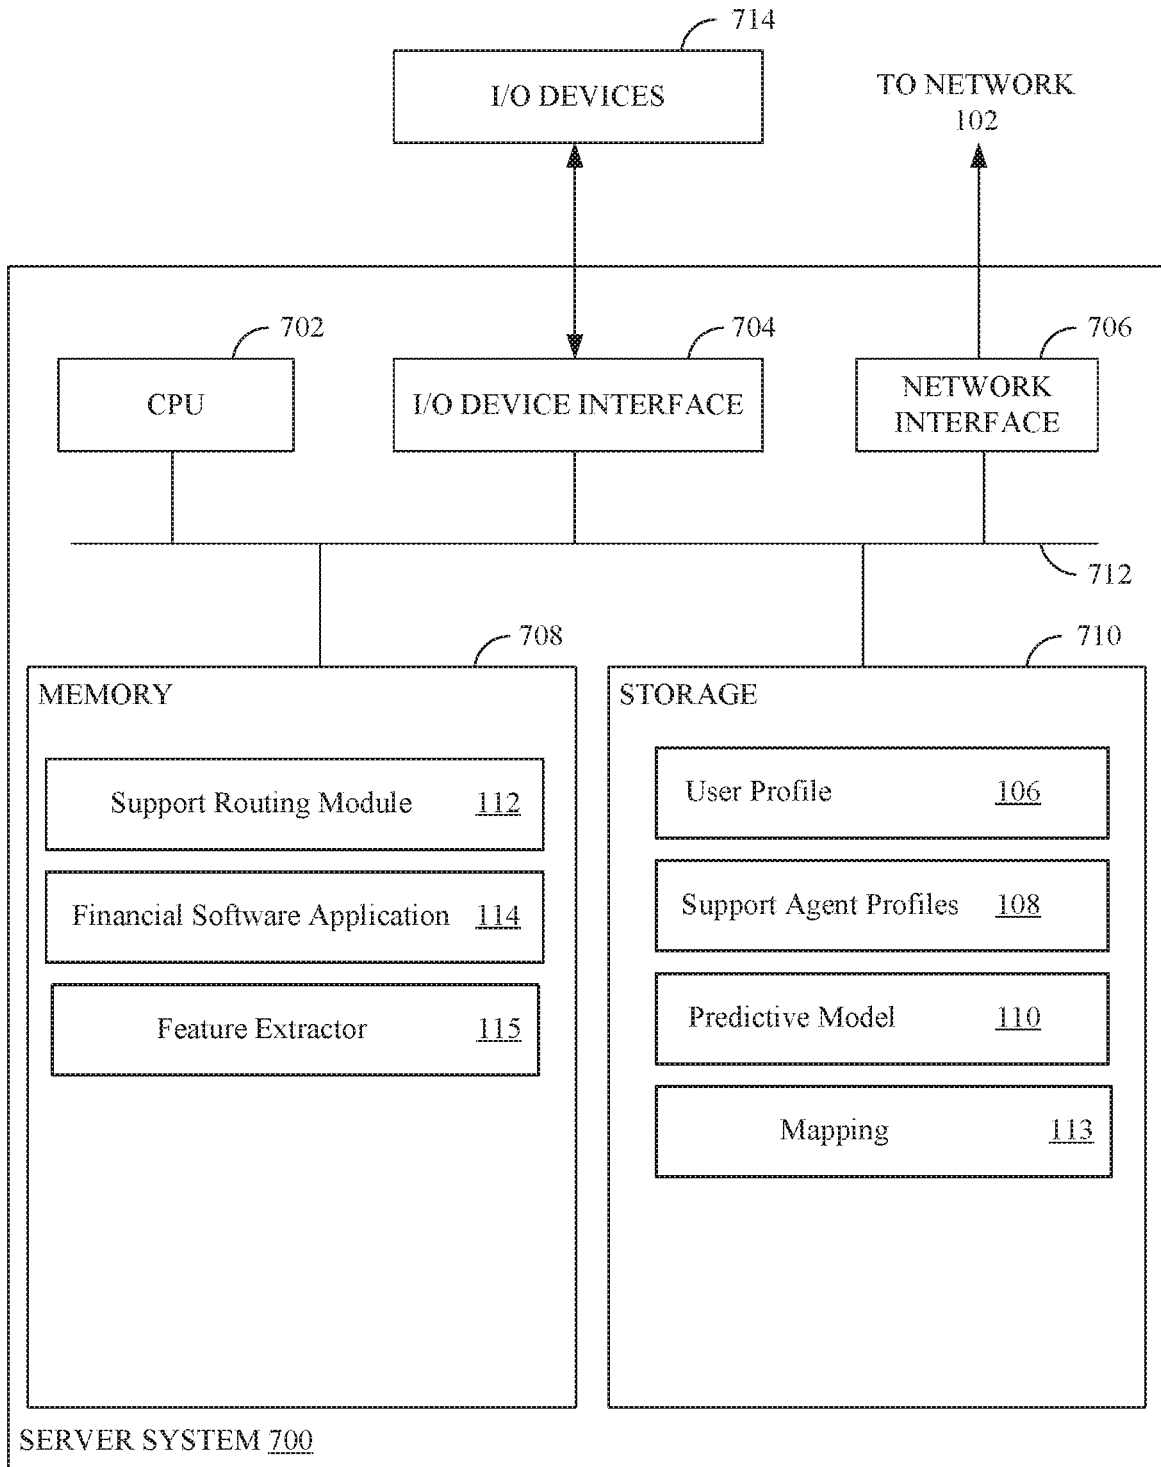 714
I/O DEVICES
TO NETWORK
102
702
704
706
CPU
I/O DEVICE INTERFACE
NETWORK
INTERFACE
712
708
710
MEMORY
STORAGE
Support Routing Module 112
Financial Software Application 114
Feature Extractor 115
User Profile 106
Support Agent Profiles 108
Predictive Model 110
Mapping 113
SERVER SYSTEM 700